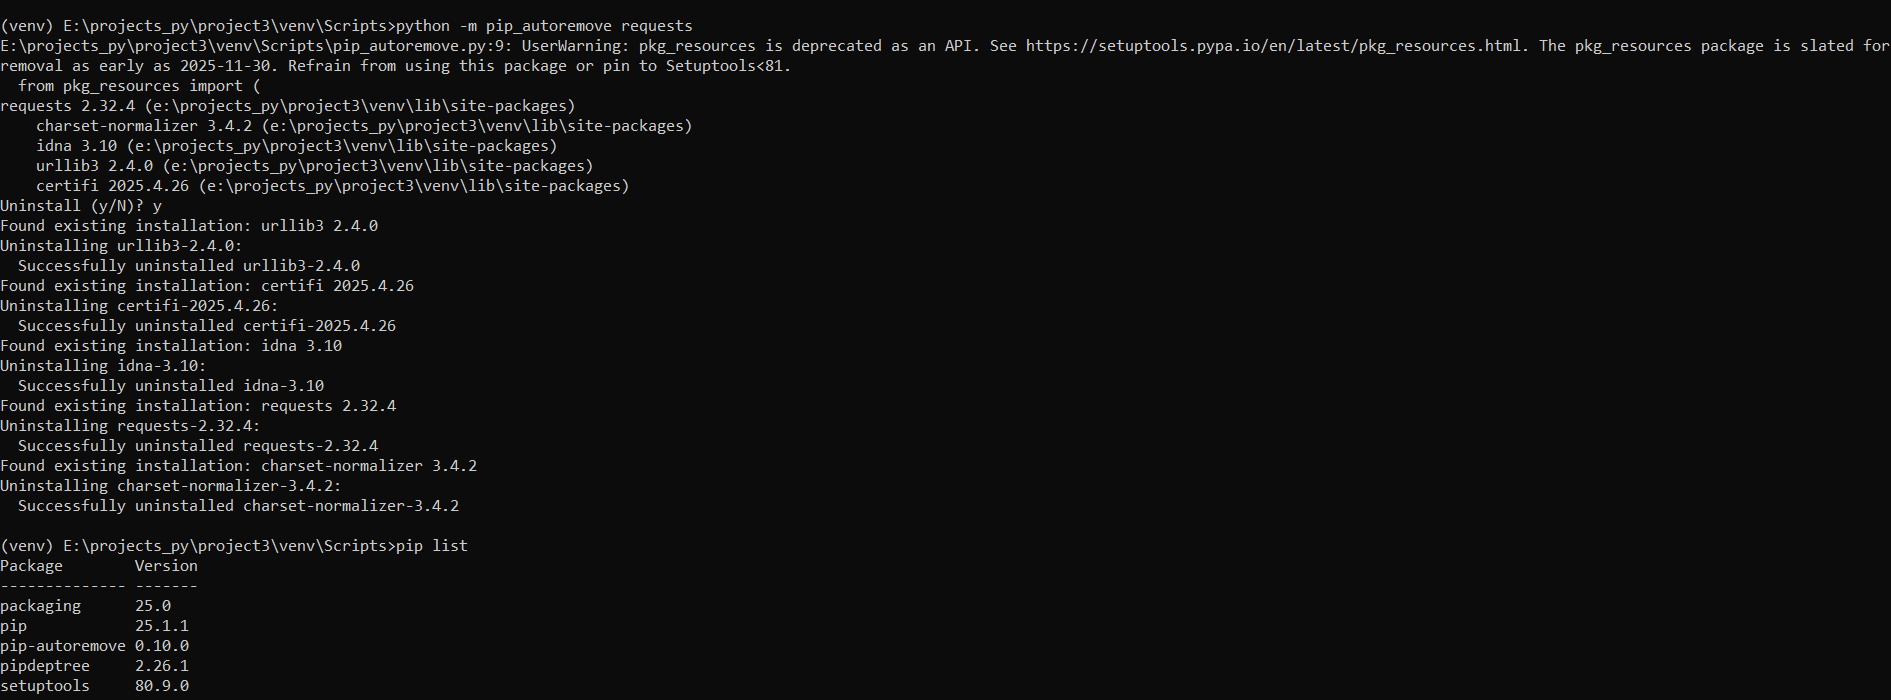 (venv) E:\projects_py\project3\venv\Scripts>python -m pip_autoremove requests
E:\projects_py\project3\venv\Scripts\pip_autoremove.py:9: UserWarning: pkg_resources is deprecated as an API. See https://setuptools.pypa.io/en/latest/pkg_resources.html. The pkg_resources package is slated for
removal as early as 2025-11-30. Refrain from using this package or pin to Setuptools<81.
  from pkg_resources import (
requests 2.32.4 (e:\projects_py\project3\venv\lib\site-packages)
    charset-normalizer 3.4.2 (e:\projects_py\project3\venv\lib\site-packages)
    idna 3.10 (e:\projects_py\project3\venv\lib\site-packages)
    urllib3 2.4.0 (e:\projects_py\project3\venv\lib\site-packages)
    certifi 2025.4.26 (e:\projects_py\project3\venv\lib\site-packages)
Uninstall (y/N)? y
Found existing installation: urllib3 2.4.0
Uninstalling urllib3-2.4.0:
  Successfully uninstalled urllib3-2.4.0
Found existing installation: certifi 2025.4.26
Uninstalling certifi-2025.4.26:
  Successfully uninstalled certifi-2025.4.26
Found existing installation: idna 3.10
Uninstalling idna-3.10:
  Successfully uninstalled idna-3.10
Found existing installation: requests 2.32.4
Uninstalling requests-2.32.4:
  Successfully uninstalled requests-2.32.4
Found existing installation: charset-normalizer 3.4.2
Uninstalling charset-normalizer-3.4.2:
  Successfully uninstalled charset-normalizer-3.4.2

(venv) E:\projects_py\project3\venv\Scripts>pip list
Package        Version
-------------- -------
packaging      25.0
pip            25.1.1
pip-autoremove 0.10.0
pipdeptree     2.26.1
setuptools     80.9.0